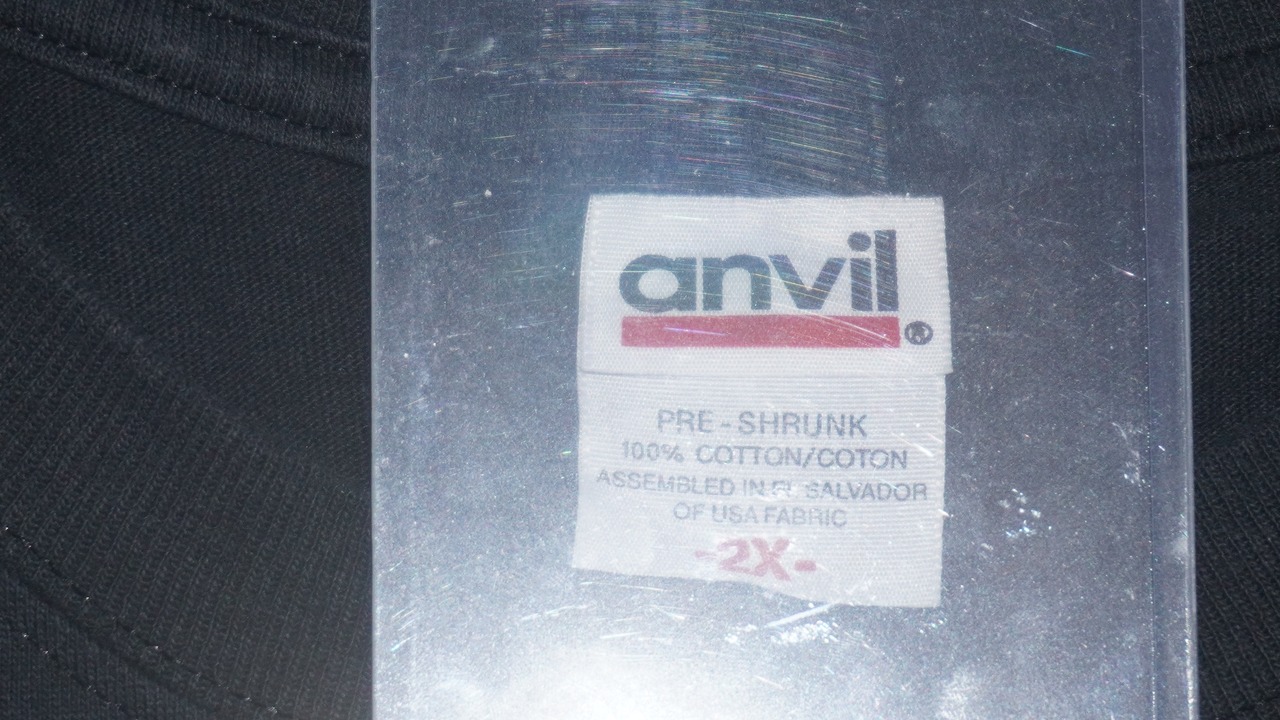 anvil®
PRE-SHRUNK
100% COTTON/COTON
ASSEMBLED IN EL SALVADOR
OF USA FABRIC
-2X-